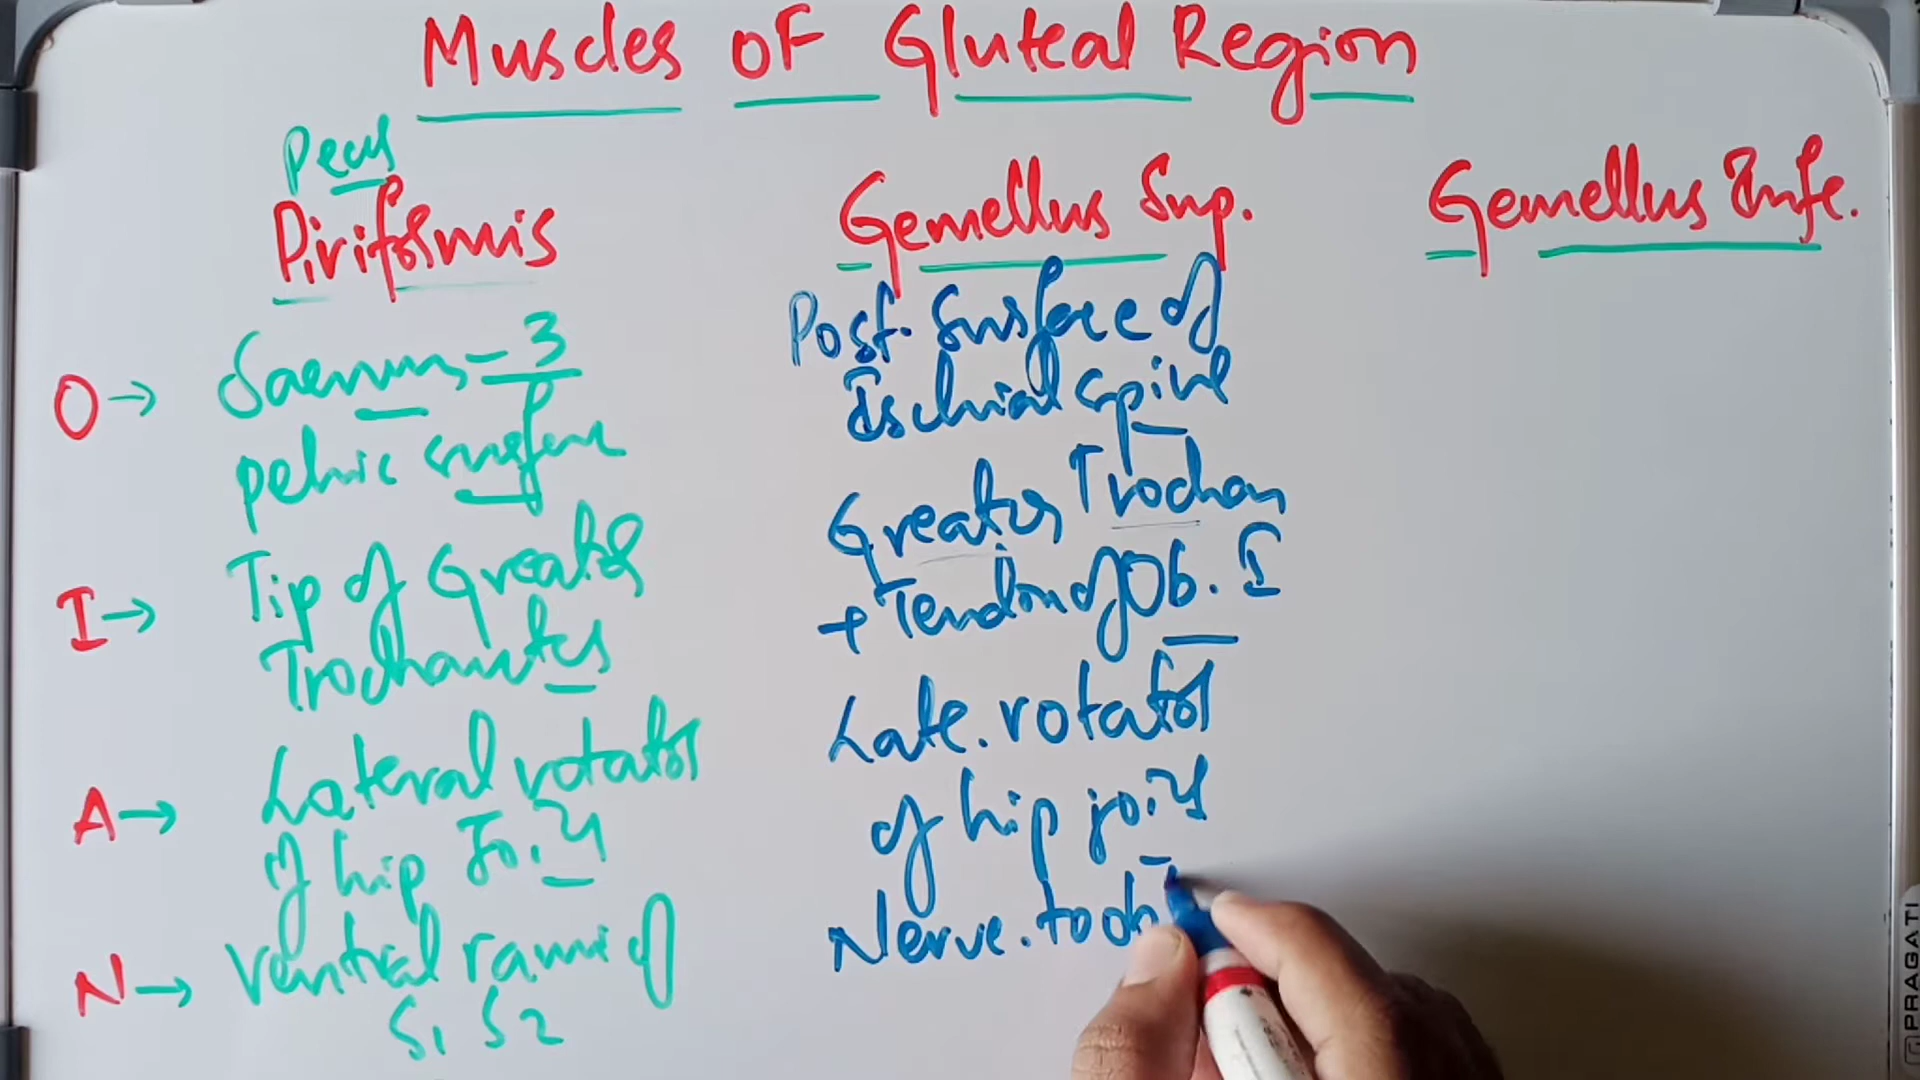 Muscles OF Gluteal Region
Pear
Piriformis
Gemellus Sup.
Gemellus Infe.
O→
Sacrum - 3
pelvic surface
Post. Surface of
Ischial spine
I→
Tip of Greater
Trochanter
Greater Trochan
+ Tendon of Ob. I
A→
Lateral rotator
of hip Joint
Late. rotator
of hip joint
N→
Ventral rami of
S1 S2
Nerve. to ob
PRAGATI